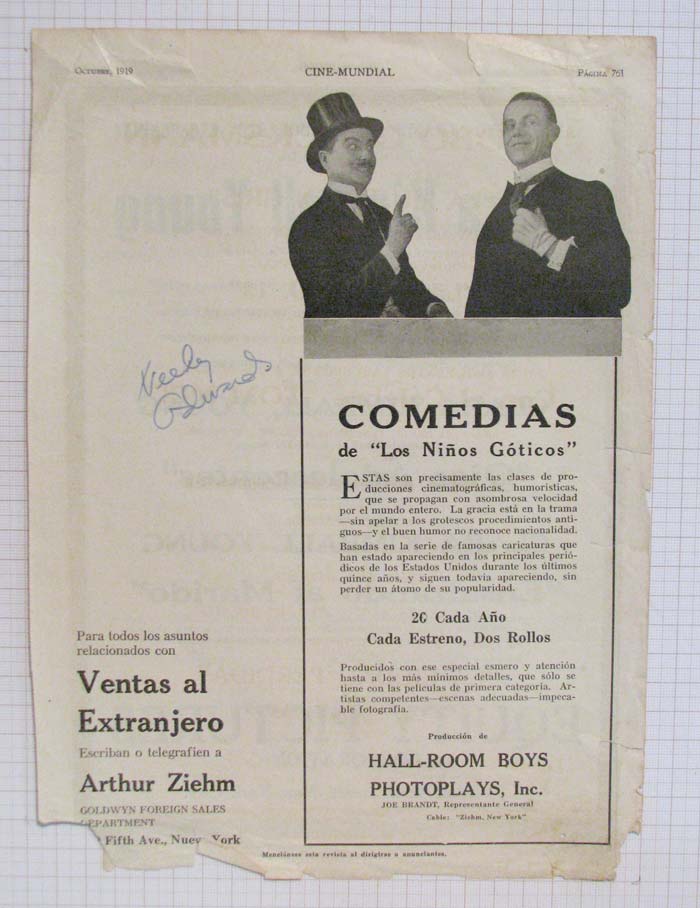 OCTUBRE, 1919
CINE-MUNDIAL
PÁGINA 761
Neely
Edwards
COMEDIAS
de "Los Niños Góticos"
ESTAS son precisamente las clases de pro-
ducciones cinematográficas, humorísticas,
que se propagan con asombrosa velocidad
por el mundo entero. La gracia está en la trama
—sin apelar a los grotescos procedimientos anti-
guos—y el buen humor no reconoce nacionalidad.
Basadas en la serie de famosas caricaturas que
han estado apareciendo en los principales perió-
dicos de los Estados Unidos durante los últimos
quince años, y siguen todavía apareciendo, sin
perder un átomo de su popularidad.
26 Cada Año
Cada Estreno, Dos Rollos
Producidos con ese especial esmero y atención
hasta a los más mínimos detalles, que sólo se
tiene con las películas de primera categoría. Ar-
tistas competentes—escenas adecuadas—impeca-
ble fotografía.
Producción de
HALL-ROOM BOYS
PHOTOPLAYS, Inc.
JOE BRANDT, Representante General
Cable: "Ziehm, New York"
Para todos los asuntos
relacionados con
Ventas al
Extranjero
Escriban o telegrafíen a
Arthur Ziehm
GOLDWYN FOREIGN SALES
DEPARTMENT
Fifth Ave., Nueva York
Menciónese esta revista al dirigirse a anunciantes.